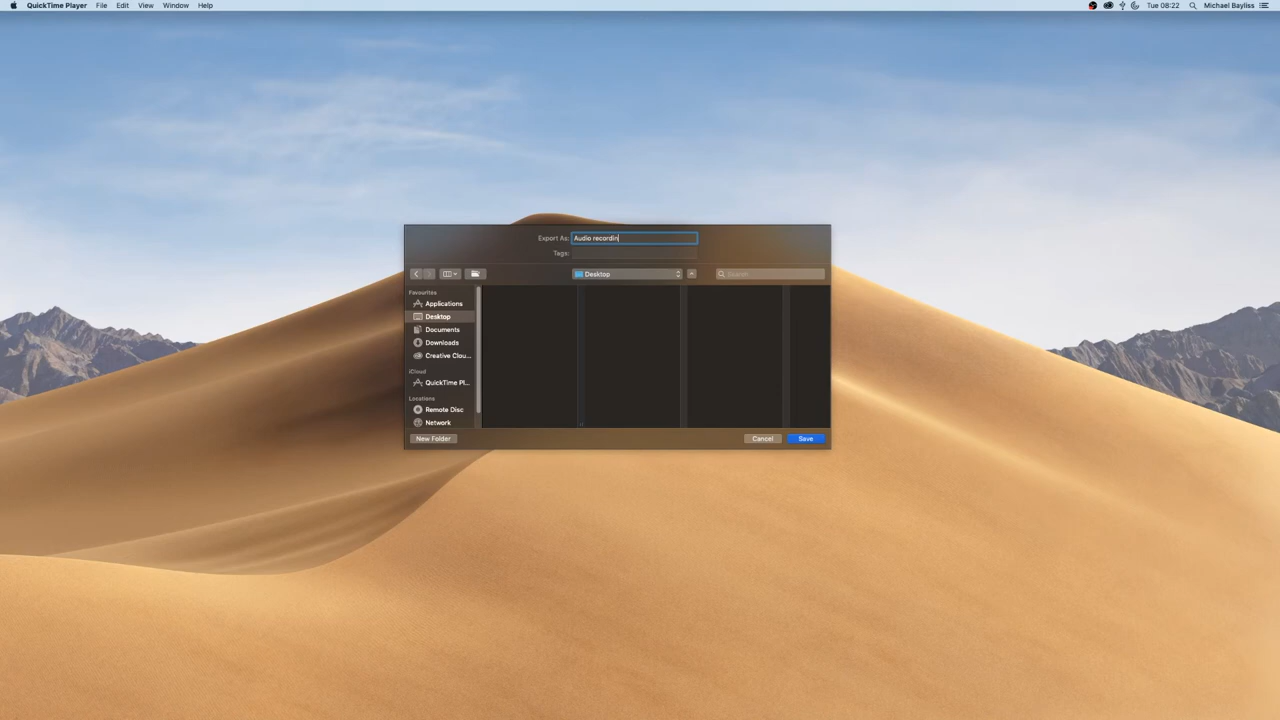 QuickTime Player File Edit View Window Help Tue 08:22 Michael Bayliss
Export As: Audio recordin
Tags:
Desktop Search
Favourites
Applications
Desktop
Documents
Downloads
Creative Clou...
iCloud
QuickTime Pl...
Locations
Remote Disc
Network
New Folder Cancel Save